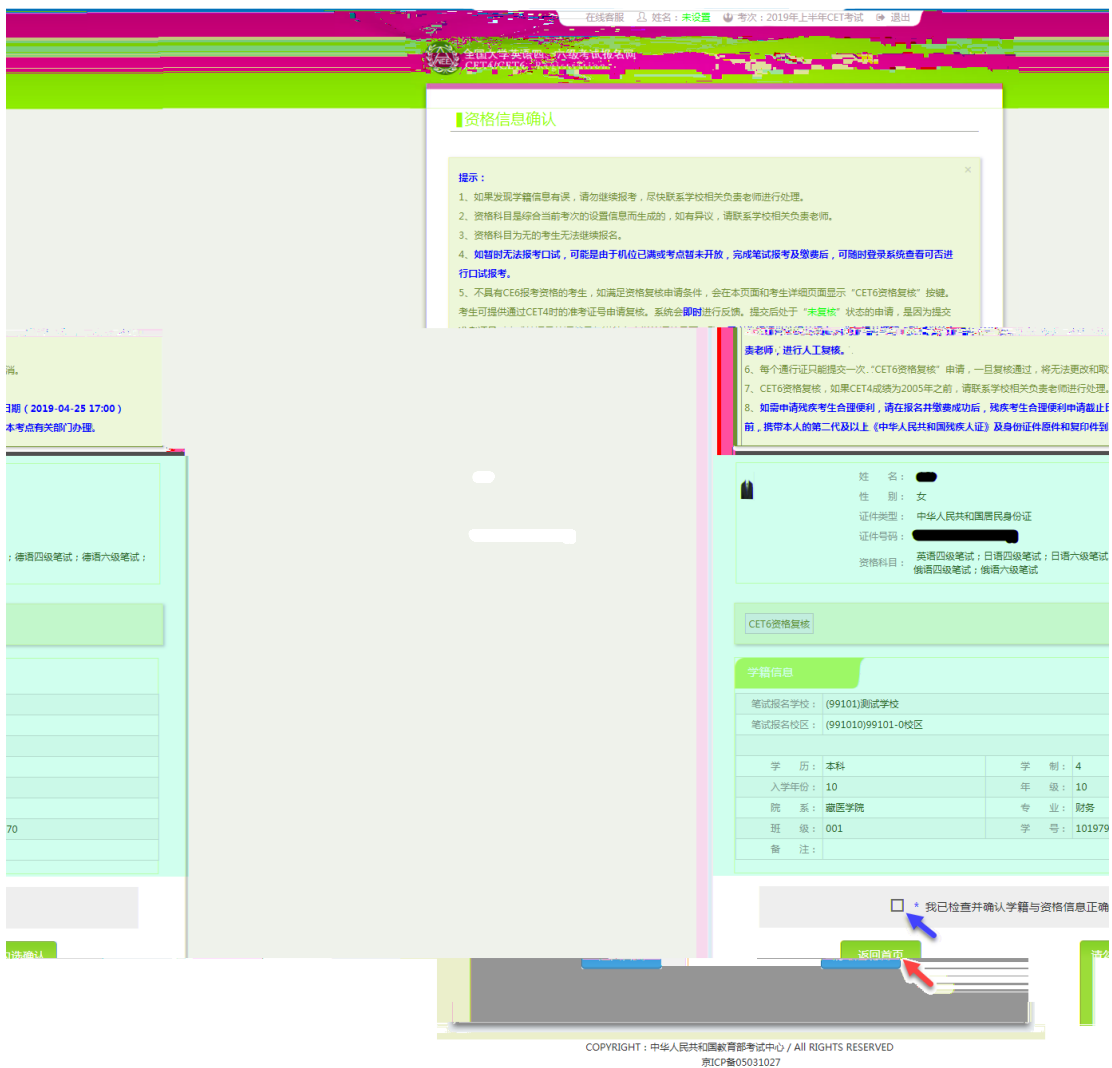 在线客服 姓名：未设置 考次：2019年上半年CET考试 退出
全国大学英语四、六级考试报名网
资格信息确认
×
提示：
1、如果发现学籍信息有误，请勿继续报考，尽快联系学校相关负责老师进行处理。
2、资格科目是综合当前考次的设置信息而生成的，如有异议，请联系学校相关负责老师。
3、资格科目为无的考生无法继续报名。
4、如暂时无法报考口试，可能是由于机位已满或考点暂未开放，完成笔试报考及缴费后，可随时登录系统查看可否进
行口试报考。
5、不具有CE6报考资格的考生，如满足资格复核申请条件，会在本页面和考生详细页面显示“CET6资格复核”按键。
考生可提供通过CET4时的准考证号申请复核。系统会即时进行反馈。提交后处于“未复核”状态的申请，是因为提交
责老师，进行人工复核。
6、每个通行证只能提交一次“CET6资格复核”申请，一旦复核通过，将无法更改和取
消。
7、CET6资格复核，如果CET4成绩为2005年之前，请联系学校相关负责老师进行处理。
8、如需申请残疾考生合理便利，请在报名并缴费成功后，残疾考生合理便利申请截止日
日期（2019-04-25 17:00）
前，携带本人的第二代及以上《中华人民共和国残疾人证》及身份证件原件和复印件到
本考点有关部门办理。
姓 名：
性 别： 女
证件类型： 中华人民共和国居民身份证
证件号码：
资格科目： 英语四级笔试；日语四级笔试；日语六级笔试
；德语四级笔试；德语六级笔试；
俄语四级笔试；俄语六级笔试
CET6资格复核
学籍信息
笔试报名学校： (99101)测试学校
笔试报名校区： (991010)99101-0校区
学 历： 本科 学 制： 4
入学年份： 10 年 级： 10
院 系： 藏医学院 专 业： 财务
班 级： 001 学 号： 101979
70
备 注：
* 我已检查并确认学籍与资格信息正确
返回首页
COPYRIGHT：中华人民共和国教育部考试中心 / All RIGHTS RESERVED
京ICP备05031027